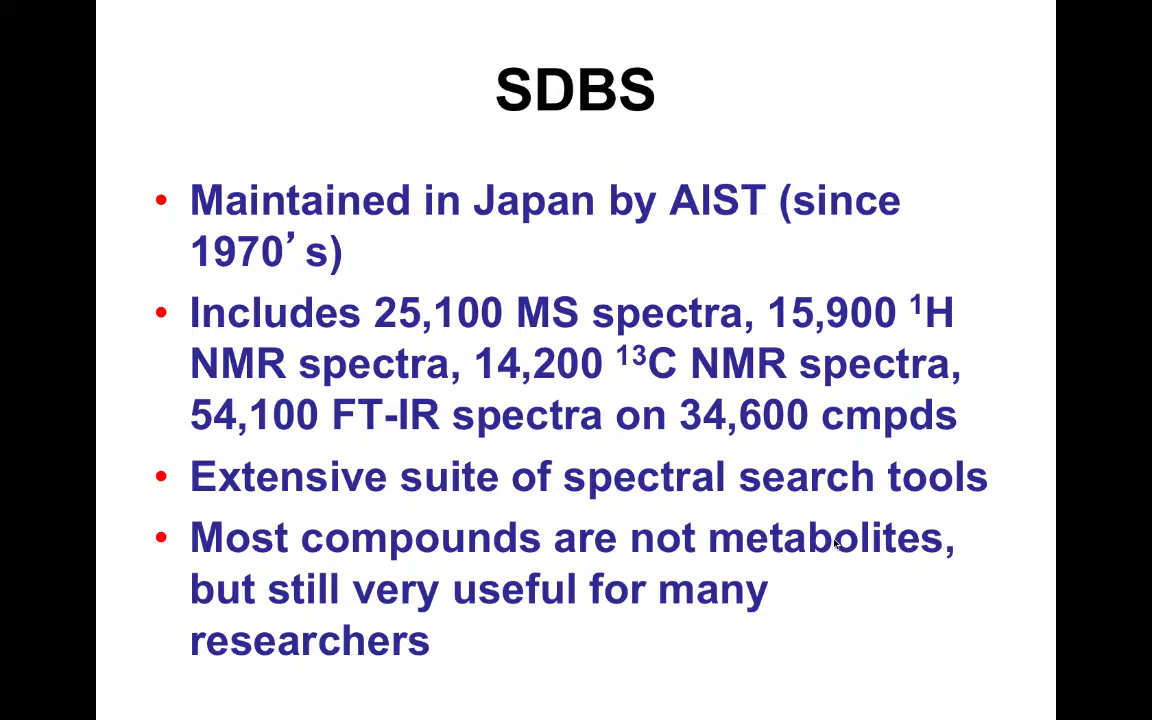 SDBS
• Maintained in Japan by AIST (since
1970’s)
• Includes 25,100 MS spectra, 15,900 ¹H
NMR spectra, 14,200 ¹³C NMR spectra,
54,100 FT-IR spectra on 34,600 cmpds
• Extensive suite of spectral search tools
• Most compounds are not metabolites,
but still very useful for many
researchers